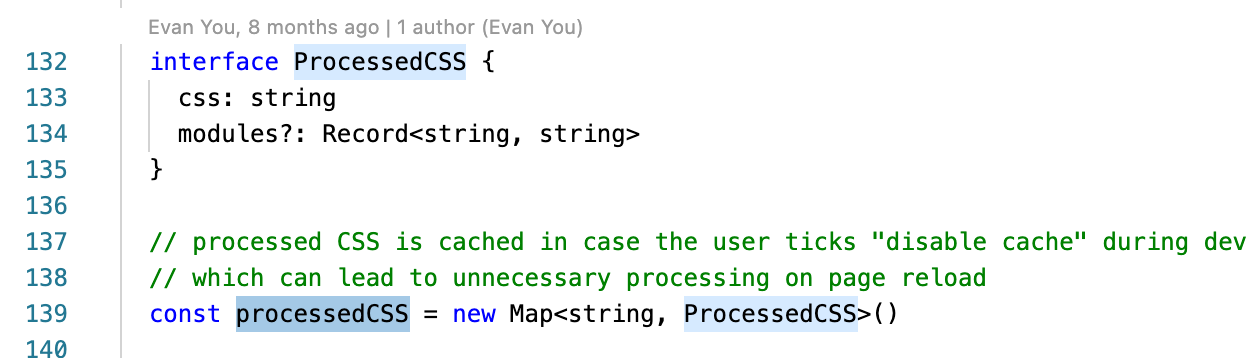 Evan You, 8 months ago | 1 author (Evan You)
132 interface ProcessedCSS {
133   css: string
134   modules?: Record<string, string>
135 }
136
137 // processed CSS is cached in case the user ticks "disable cache" during dev
138 // which can lead to unnecessary processing on page reload
139 const processedCSS = new Map<string, ProcessedCSS>()
140